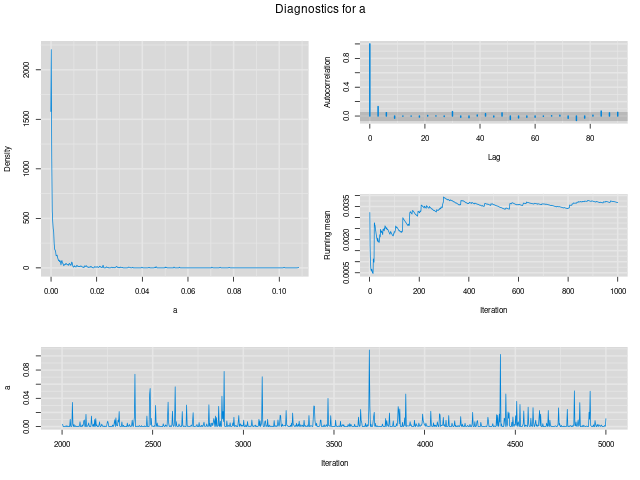 Diagnostics for a
Density
0 500 1000 1500 2000
0.00 0.02 0.04 0.06 0.08 0.10
a
Autocorrelation
0.0 0.4 0.8
0 20 40 60 80
Lag
Running mean
0.0005 0.0020 0.0035
0 200 400 600 800 1000
Iteration
a
0.00 0.04 0.08
2000 2500 3000 3500 4000 4500 5000
Iteration